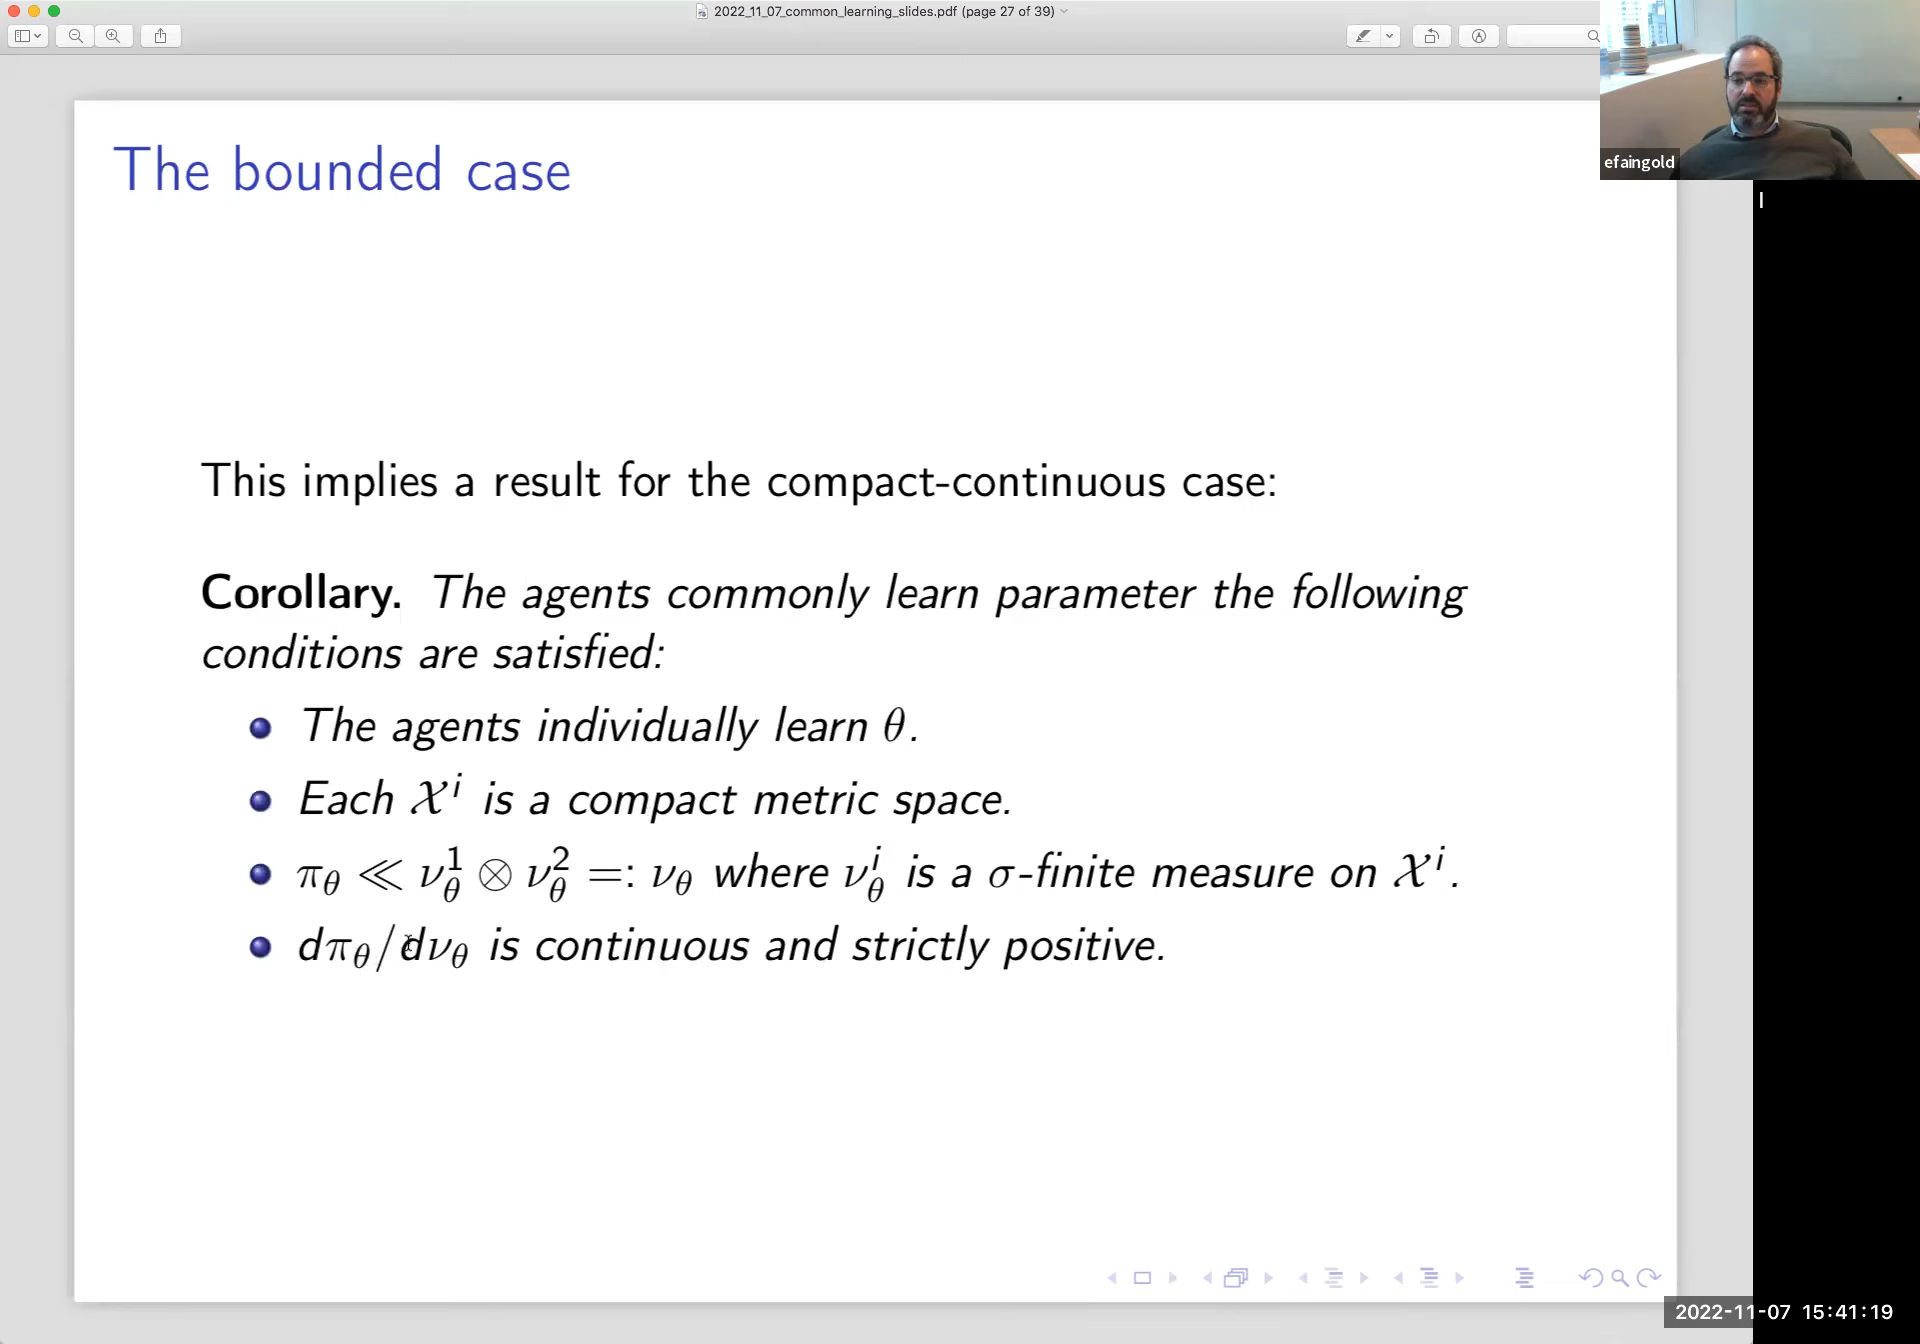 2022_11_07_common_learning_slides.pdf (page 27 of 39)
efaingold
The bounded case
This implies a result for the compact-continuous case:
Corollary. The agents commonly learn parameter the following
conditions are satisfied:
The agents individually learn θ.
Each 𝒳^i is a compact metric space.
π_θ ≪ ν_θ^1 ⊗ ν_θ^2 =: ν_θ where ν_θ^i is a σ-finite measure on 𝒳^i.
dπ_θ/dν_θ is continuous and strictly positive.
2022-11-07 15:41:19